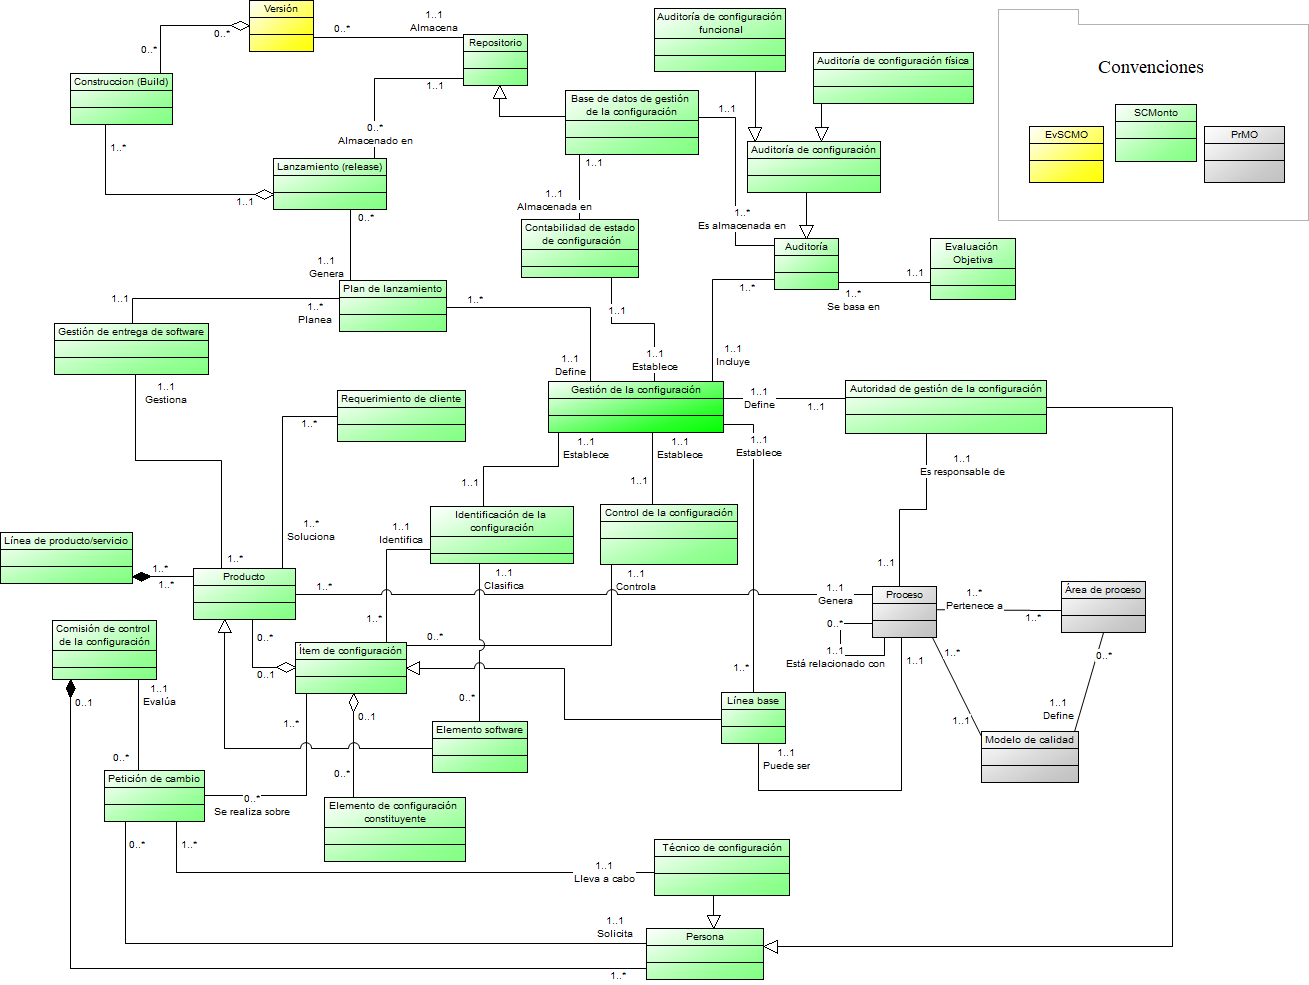 Versión
0..*
0..*
0..*
1..1
Almacena
Repositorio
1..1
Construccion (Build)
1..*
0..*
Almacenado en
Lanzamiento (release)
1..1
0..*
Auditoría de configuración
funcional
Auditoría de configuración física
Base de datos de gestión
de la configuración
1..1
1..1
Auditoría de configuración
1..1
Almacenada en
Contabilidad de estado
de configuración
1..1
1..*
Es almacenada en
Auditoría
1..*
1..*
Se basa en
1..1
Evaluación
Objetiva
Convenciones
EvSCMO
SCMonto
PrMO
1..1
Genera
Plan de lanzamiento
1..*
Planea
1..*
1..1
Gestión de entrega de software
1..1
Gestiona
1..1
Define
1..1
Establece
1..1
Incluye
Gestión de la configuración
1..1
Define
1..1
Autoridad de gestión de la configuración
1..1
Es responsable de
1..1
Requerimiento de cliente
1..*
1..*
Soluciona
1..1
Establece
1..1
Establece
1..1
Establece
1..1
1..1
Identificación de la
configuración
Control de la configuración
1..1
Identifica
1..1
Clasifica
1..1
Controla
Línea de producto/servicio
1..*
1..*
Producto
1..*
1..1
Genera
Proceso
0..*
1..1
Está relacionado con
1..*
Pertenece a
1..*
Área de proceso
0..*
1..1
1..*
1..1
1..1
Define
Modelo de calidad
Comisión de control
de la configuración
0..1
1..1
Evalúa
0..*
0..*
0..1
1..*
0..*
Ítem de configuración
1..*
0..1
0..*
0..*
Elemento software
1..*
Línea base
1..1
Puede ser
Petición de cambio
0..*
Se realiza sobre
Elemento de configuración
constituyente
0..*
1..*
1..1
Lleva a cabo
Técnico de configuración
1..1
Solicita
Persona
1..*